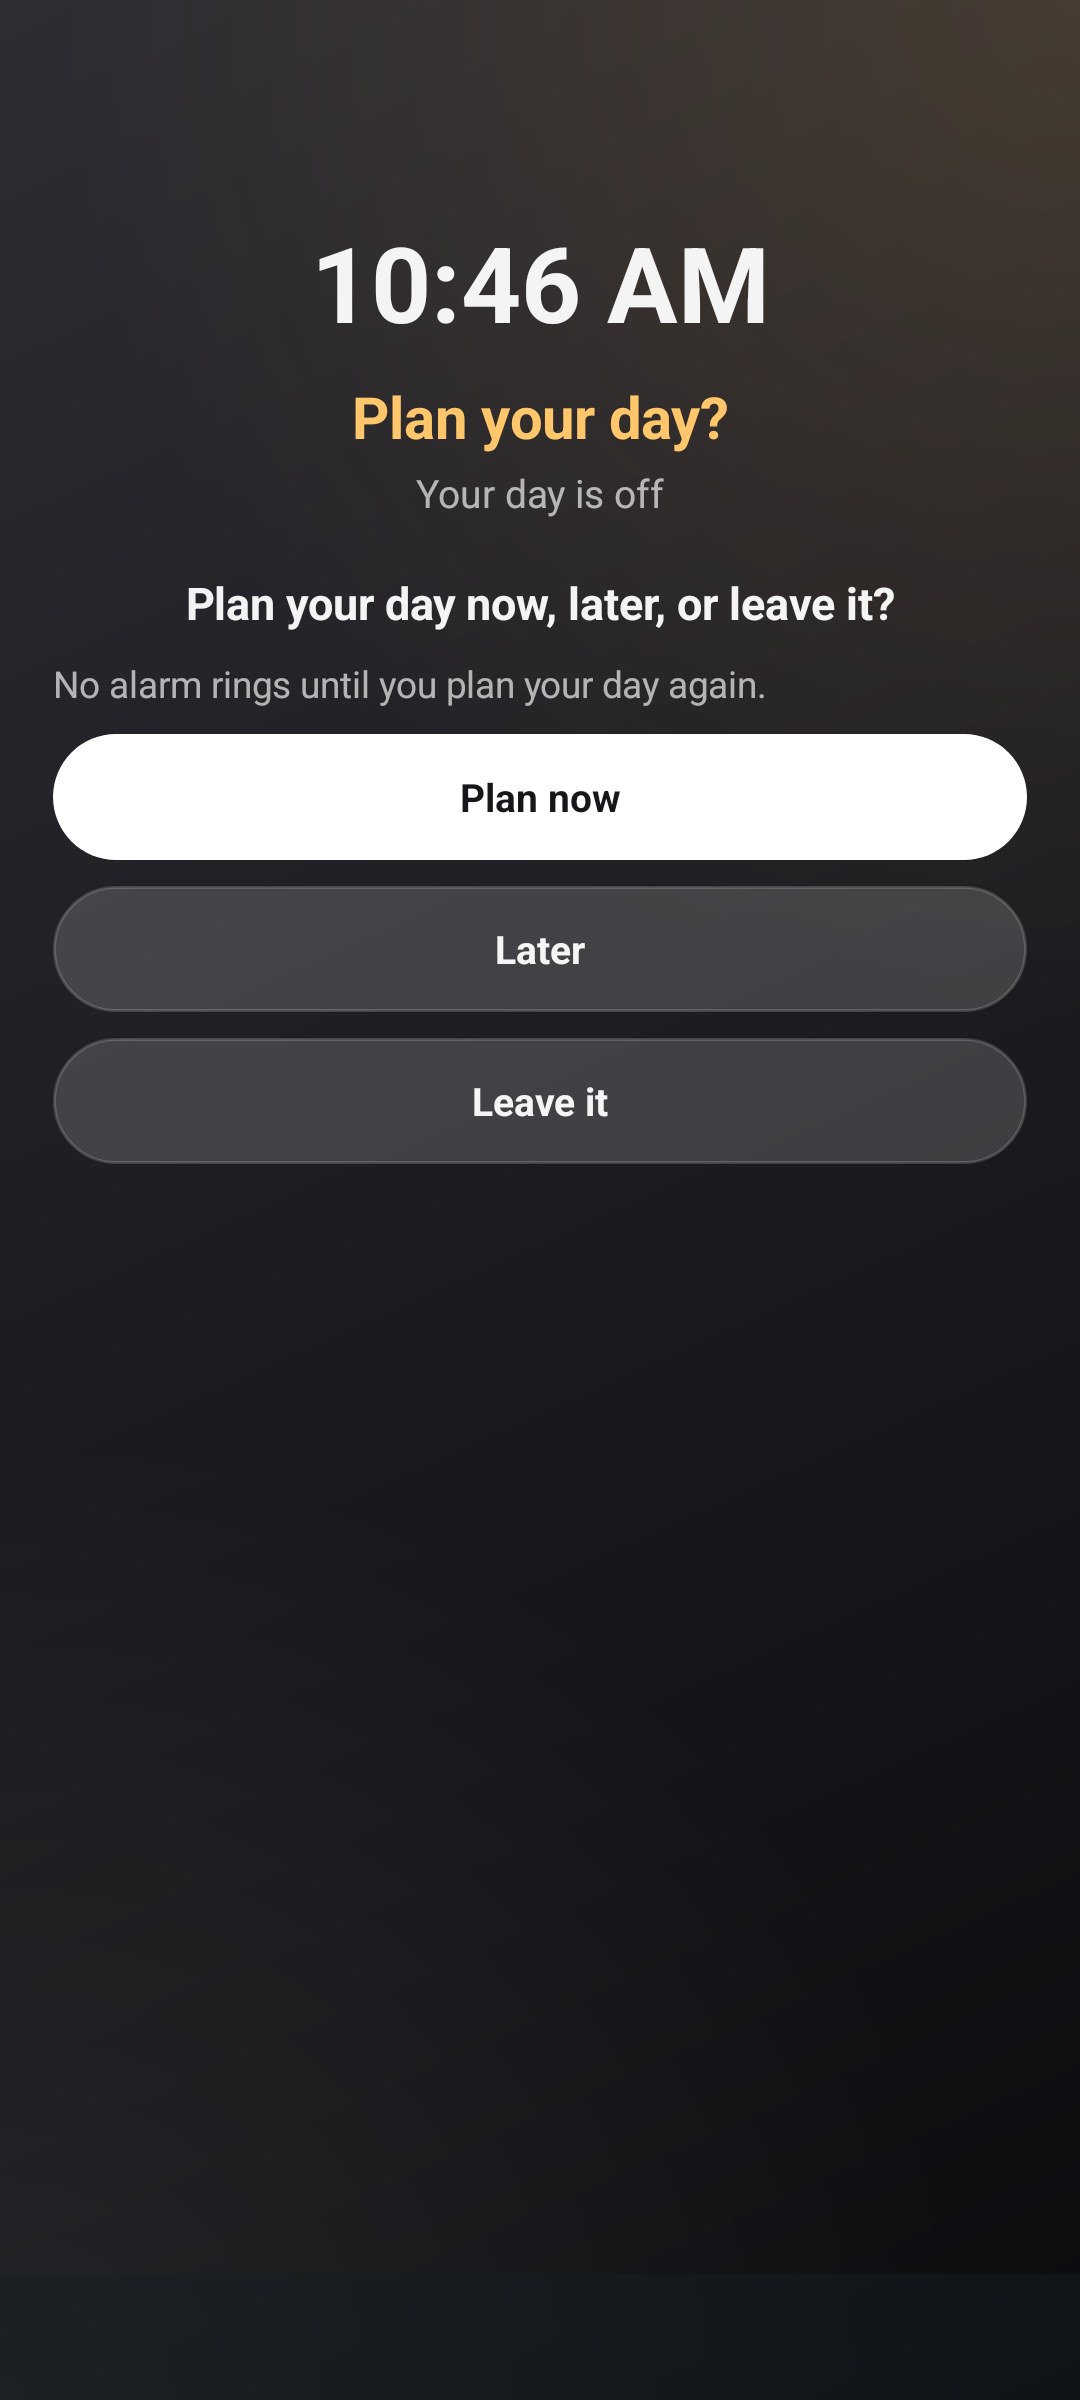 10:46 AM
Plan your day?
Your day is off
Plan your day now, later, or leave it?
No alarm rings until you plan your day again.
Plan now
Later
Leave it